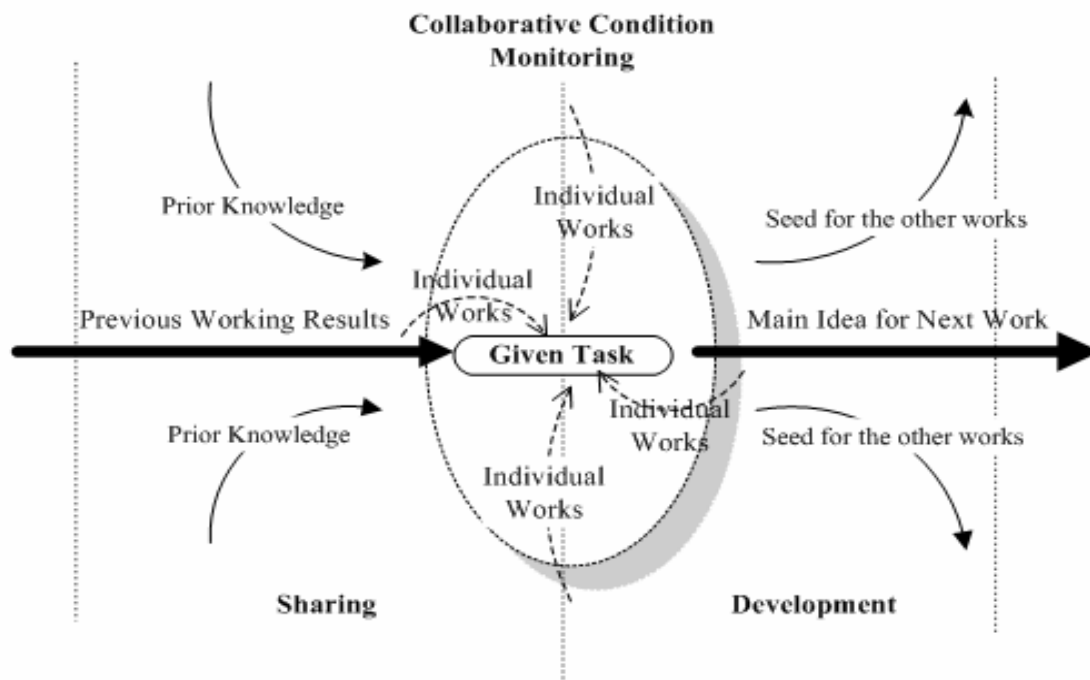 Collaborative Condition
Monitoring
Prior Knowledge
Individual
Works
Seed for the other works
Individual
Works
Previous Working Results
Main Idea for Next Work
Given Task
Prior Knowledge
Individual
Works
Seed for the other works
Individual
Works
Sharing
Development